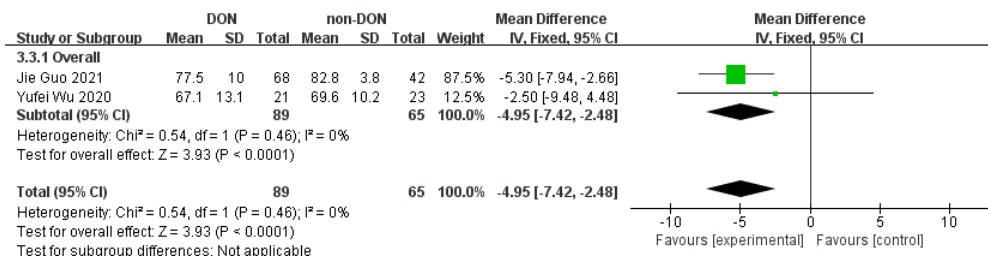 DON non-DON Mean Difference Mean Difference
Study or Subgroup Mean SD Total Mean SD Total Weight IV, Fixed, 95% CI IV, Fixed, 95% CI
3.3.1 Overall
Jie Guo 2021 77.5 10 68 82.8 3.8 42 87.5% -5.30 [-7.94, -2.66]
Yufei Wu 2020 67.1 13.1 21 69.6 10.2 23 12.5% -2.50 [-9.48, 4.48]
Subtotal (95% CI) 89 65 100.0% -4.95 [-7.42, -2.48]
Heterogeneity: Chi² = 0.54, df = 1 (P = 0.46); I² = 0%
Test for overall effect: Z = 3.93 (P < 0.0001)
Total (95% CI) 89 65 100.0% -4.95 [-7.42, -2.48]
Heterogeneity: Chi² = 0.54, df = 1 (P = 0.46); I² = 0%
Test for overall effect: Z = 3.93 (P < 0.0001)
Test for subgroup differences: Not applicable
-10 -5 0 5 10
Favours [experimental] Favours [control]